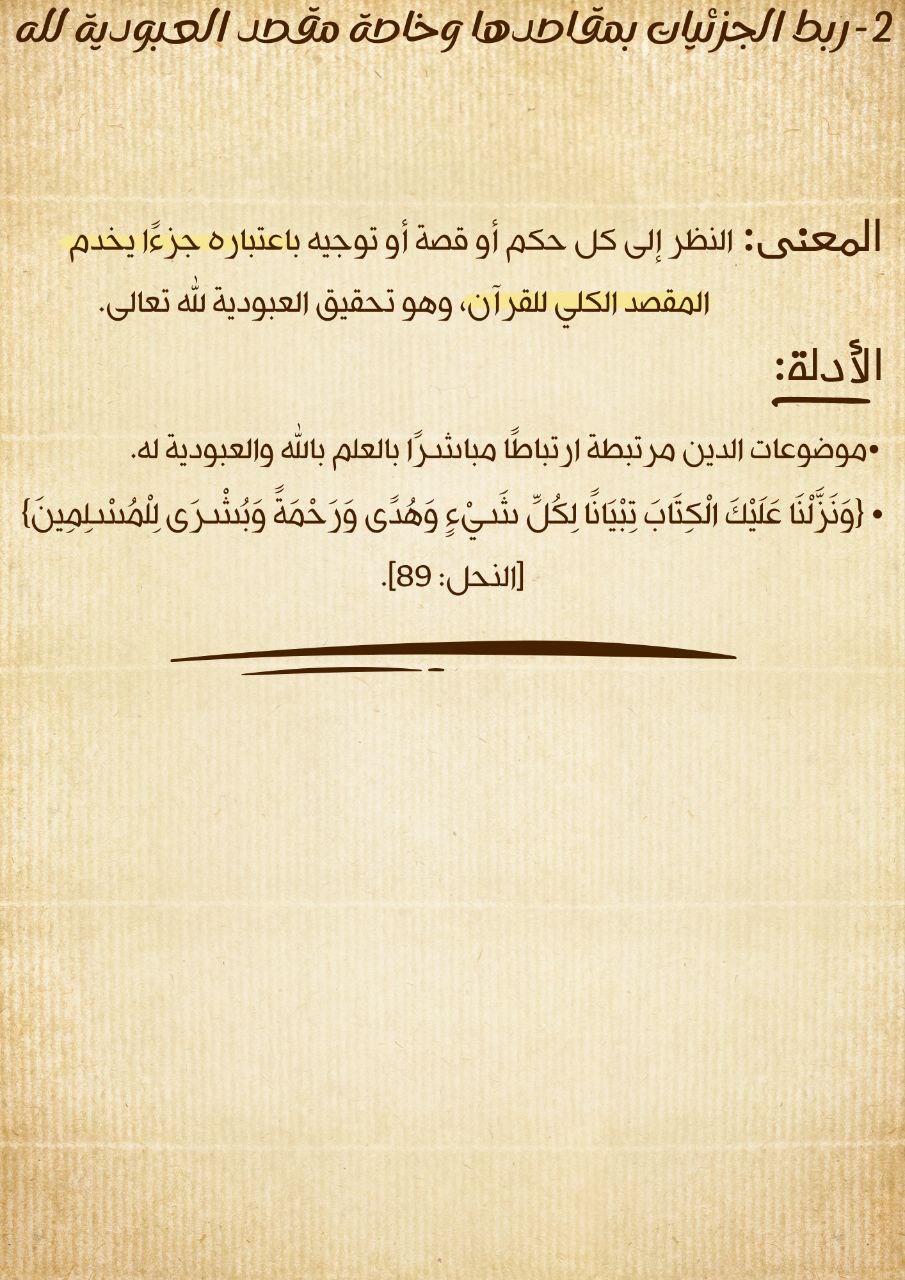 2- ربط الجزئيات بمقاصدها وخاصة مقصد العبودية لله
المعنى: النظر إلى كل حكم أو قصة أو توجيه باعتباره جزءًا يخدم
المقصد الكلي للقرآن، وهو تحقيق العبودية لله تعالى.
الأدلة:
•موضوعات الدين مرتبطة ارتباطًا مباشرًا بالعلم بالله والعبودية له.
• {وَنَزَّلْنَا عَلَيْكَ الْكِتَابَ تِبْيَانًا لِكُلِّ شَيْءٍ وَهُدًى وَرَحْمَةً وَبُشْرَى لِلْمُسْلِمِينَ}
[النحل: 89].